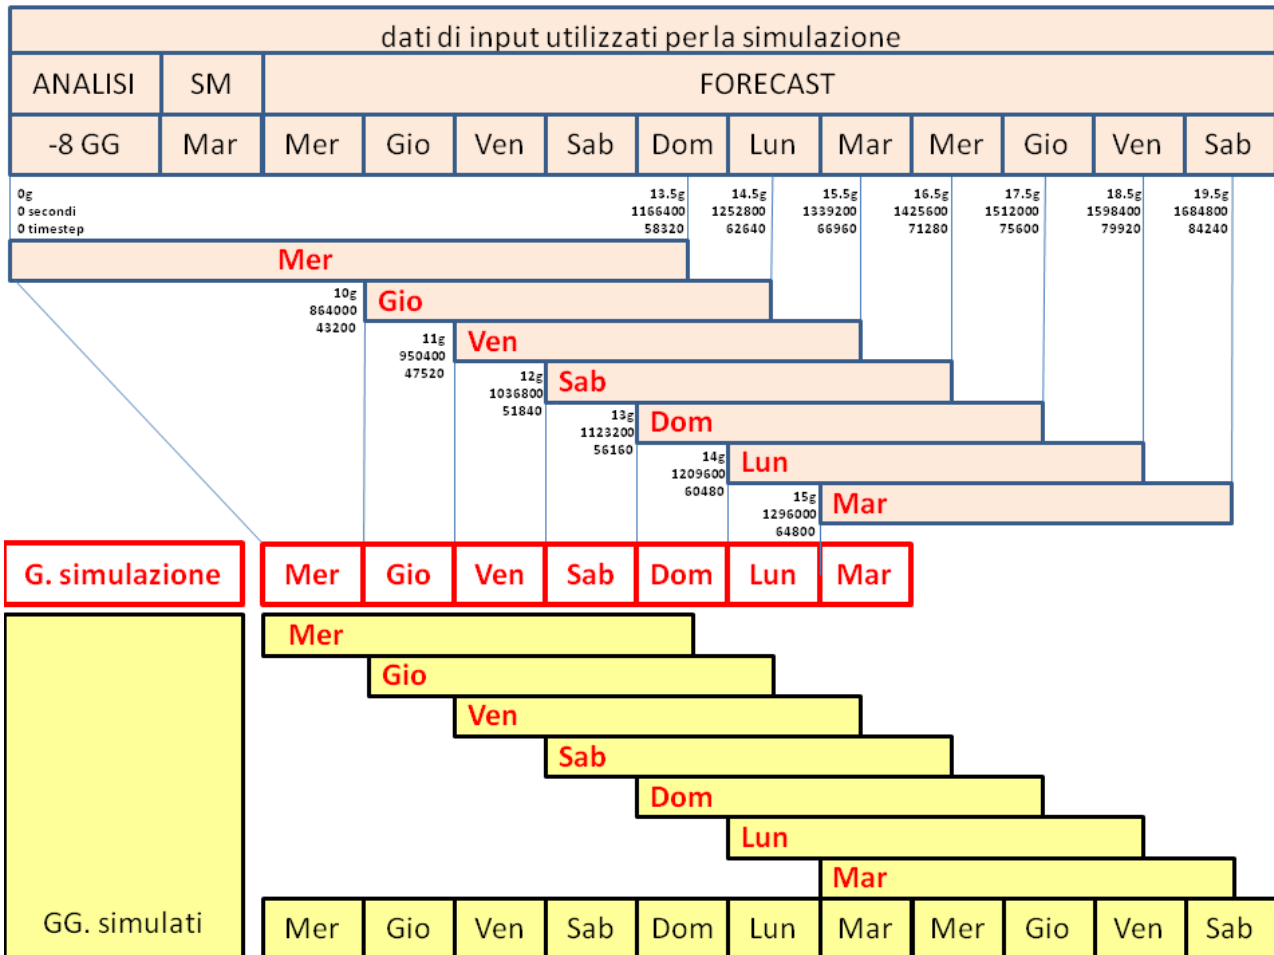 dati di input utilizzati per la simulazione
ANALISI SM FORECAST
-8 GG Mar Mer Gio Ven Sab Dom Lun Mar Mer Gio Ven Sab
0g 13.5g 14.5g 15.5g 16.5g 17.5g 18.5g 19.5g
0 secondi 1166400 1252800 1339200 1425600 1512000 1598400 1684800
0 timestep 58320 62640 66960 71280 75600 79920 84240
Mer
10g
864000
43200
Gio
11g
950400
47520
Ven
12g
1036800
51840
Sab
13g
1123200
56160
Dom
14g
1209600
60480
Lun
15g
1296000
64800
Mar
G. simulazione Mer Gio Ven Sab Dom Lun Mar
Mer
Gio
Ven
Sab
Dom
Lun
Mar
GG. simulati Mer Gio Ven Sab Dom Lun Mar Mer Gio Ven Sab